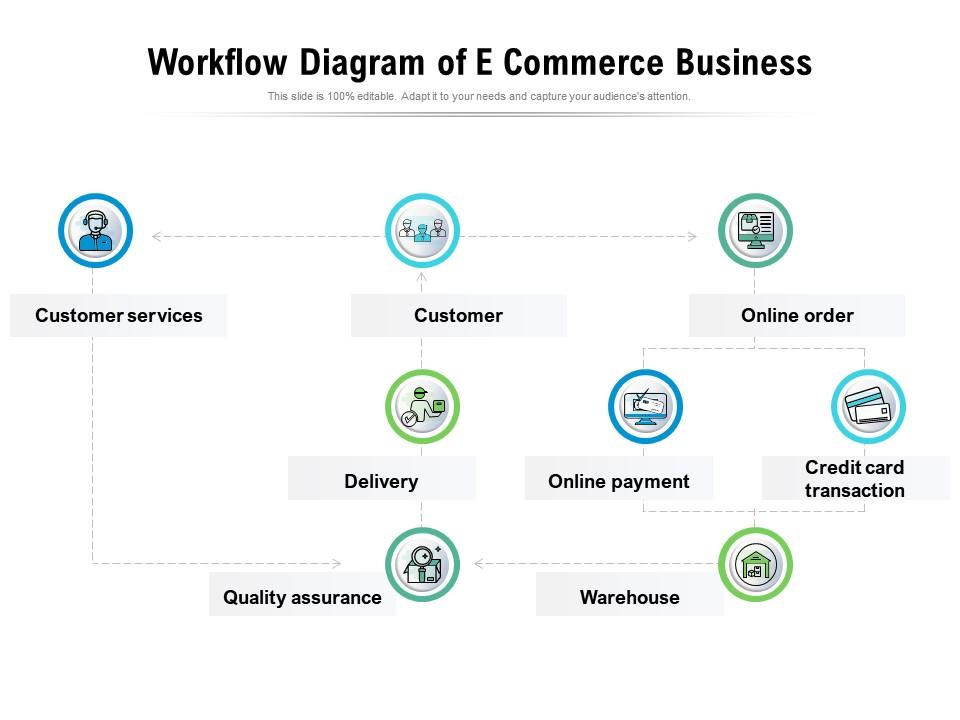 Workflow Diagram of E Commerce Business
This slide is 100% editable. Adapt it to your needs and capture your audience's attention.
Customer services
Customer
Online order
Delivery
Online payment
Credit card
transaction
Quality assurance
Warehouse